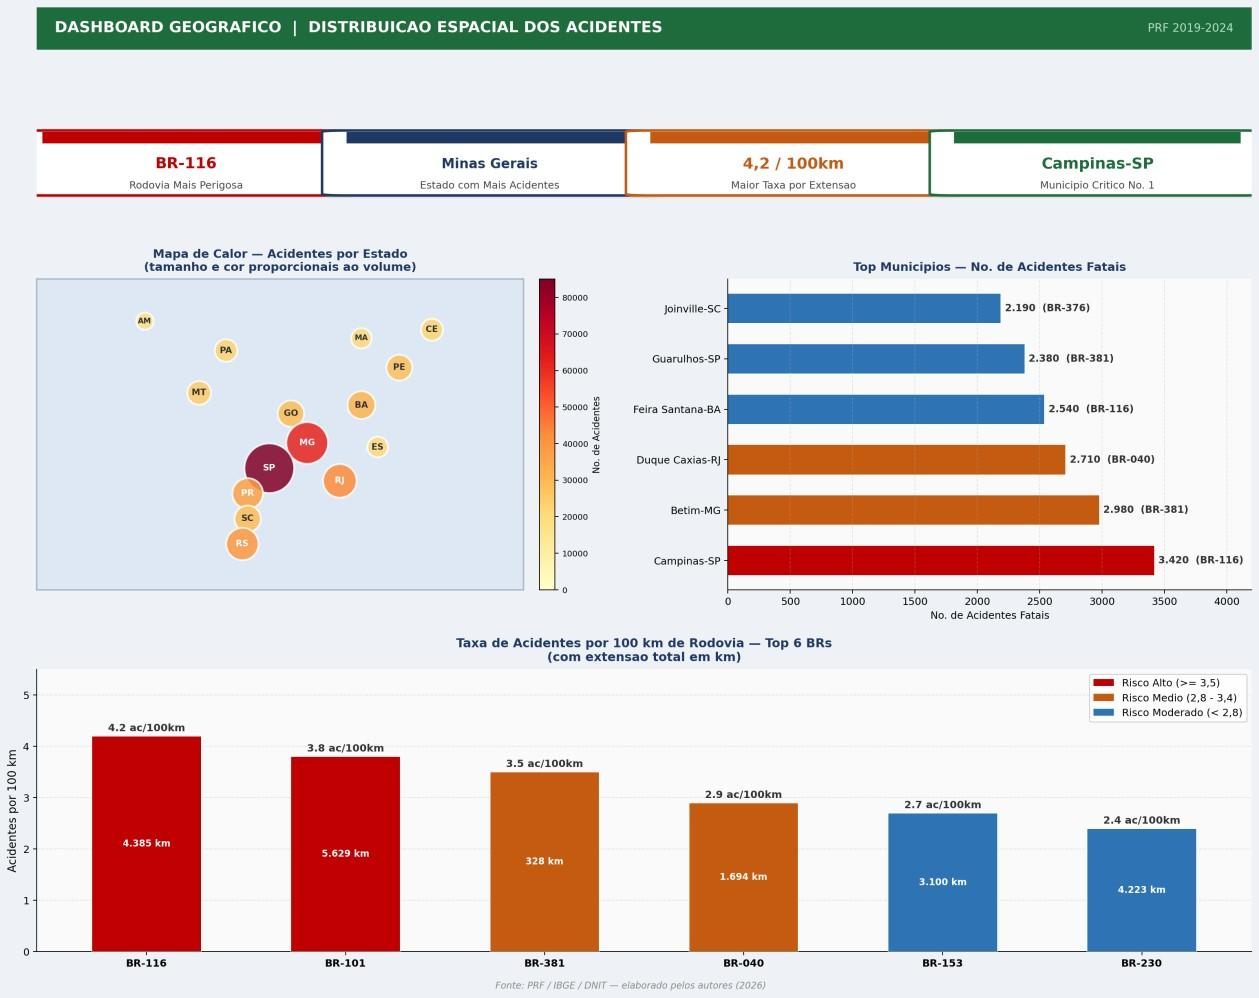 DASHBOARD GEOGRAFICO | DISTRIBUICAO ESPACIAL DOS ACIDENTES
PRF 2019-2024
BR-116
Rodovia Mais Perigosa
Minas Gerais
Estado com Mais Acidentes
4,2 / 100km
Maior Taxa por Extensao
Campinas-SP
Municipio Critico No. 1
Mapa de Calor — Acidentes por Estado
(tamanho e cor proporcionais ao volume)
AM
PA
MT
MA
CE
PE
GO
BA
MG
ES
SP
RJ
PR
SC
RS
80000
70000
60000
50000
40000
30000
20000
10000
0
No. de Acidentes
Top Municipios — No. de Acidentes Fatais
Joinville-SC 2.190 (BR-376)
Guarulhos-SP 2.380 (BR-381)
Feira Santana-BA 2.540 (BR-116)
Duque Caxias-RJ 2.710 (BR-040)
Betim-MG 2.980 (BR-381)
Campinas-SP 3.420 (BR-116)
0 500 1000 1500 2000 2500 3000 3500 4000
No. de Acidentes Fatais
Taxa de Acidentes por 100 km de Rodovia — Top 6 BRs
(com extensao total em km)
Risco Alto (>= 3,5)
Risco Medio (2,8 - 3,4)
Risco Moderado (< 2,8)
Acidentes por 100 km
5
4
3
2
1
0
4.2 ac/100km
3.8 ac/100km
3.5 ac/100km
2.9 ac/100km
2.7 ac/100km
2.4 ac/100km
4.385 km
5.629 km
328 km
1.694 km
3.100 km
4.223 km
BR-116 BR-101 BR-381 BR-040 BR-153 BR-230
Fonte: PRF / IBGE / DNIT — elaborado pelos autores (2026)